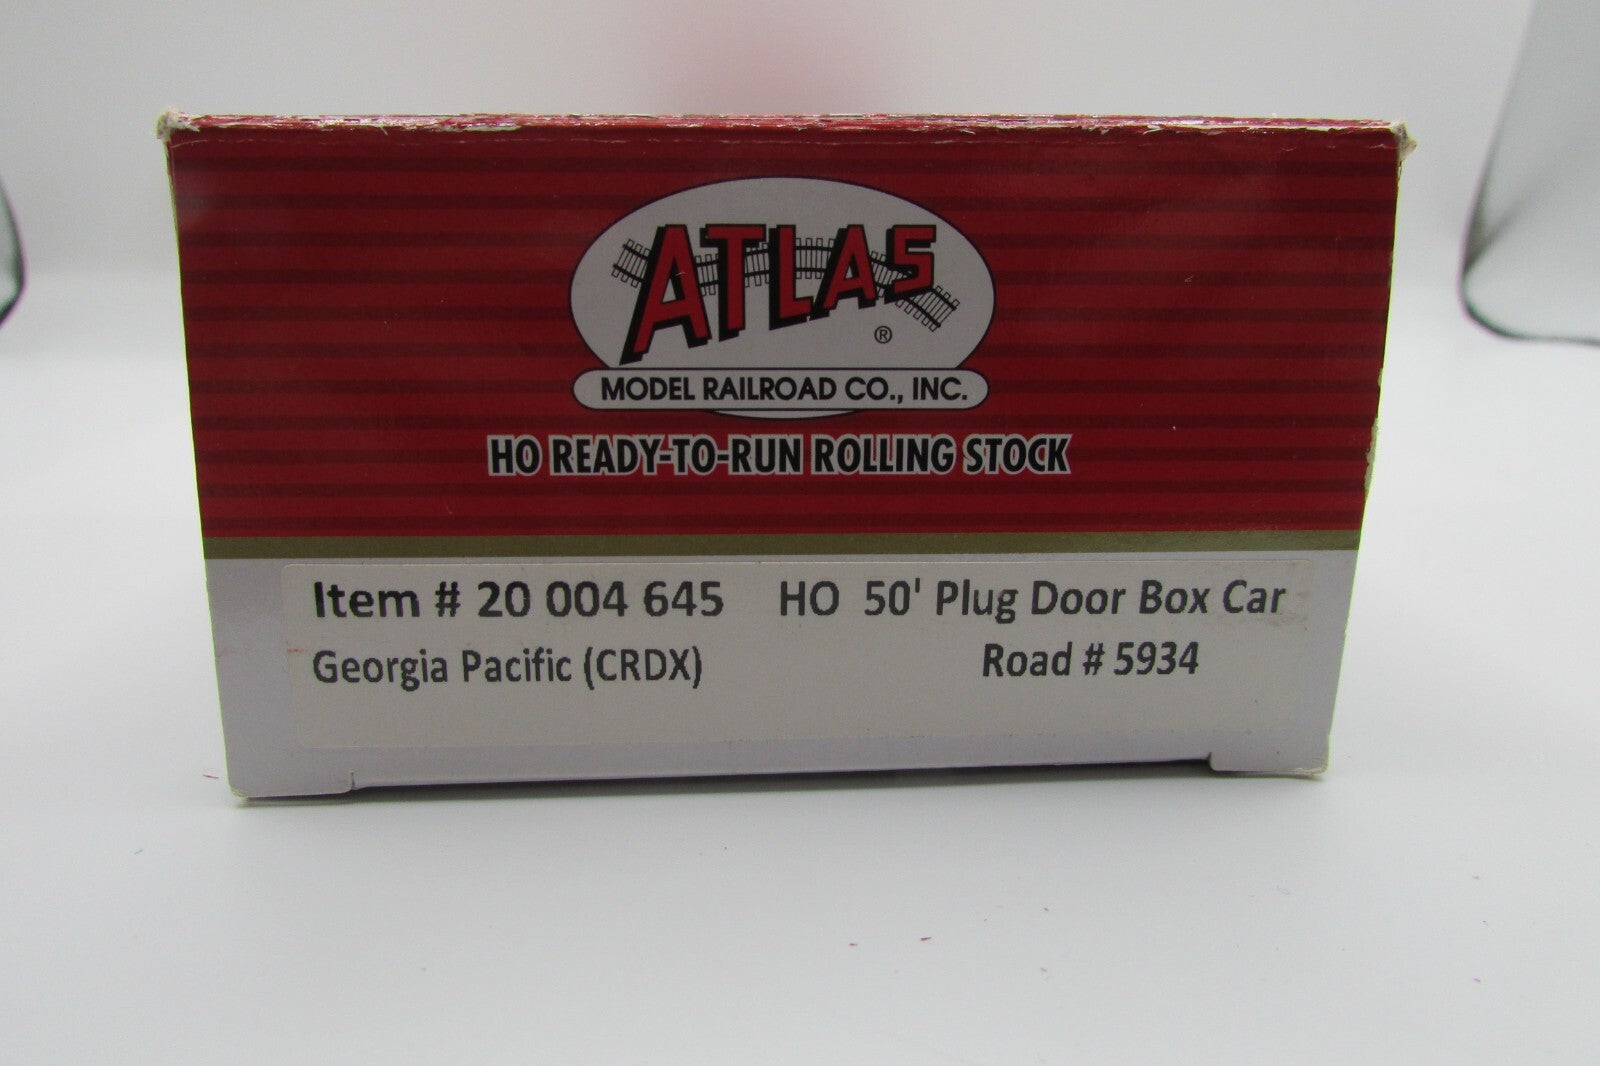 ATLAS
®
MODEL RAILROAD CO., INC.
HO READY-TO-RUN ROLLING STOCK
Item # 20 004 645 HO 50' Plug Door Box Car
Georgia Pacific (CRDX) Road # 5934